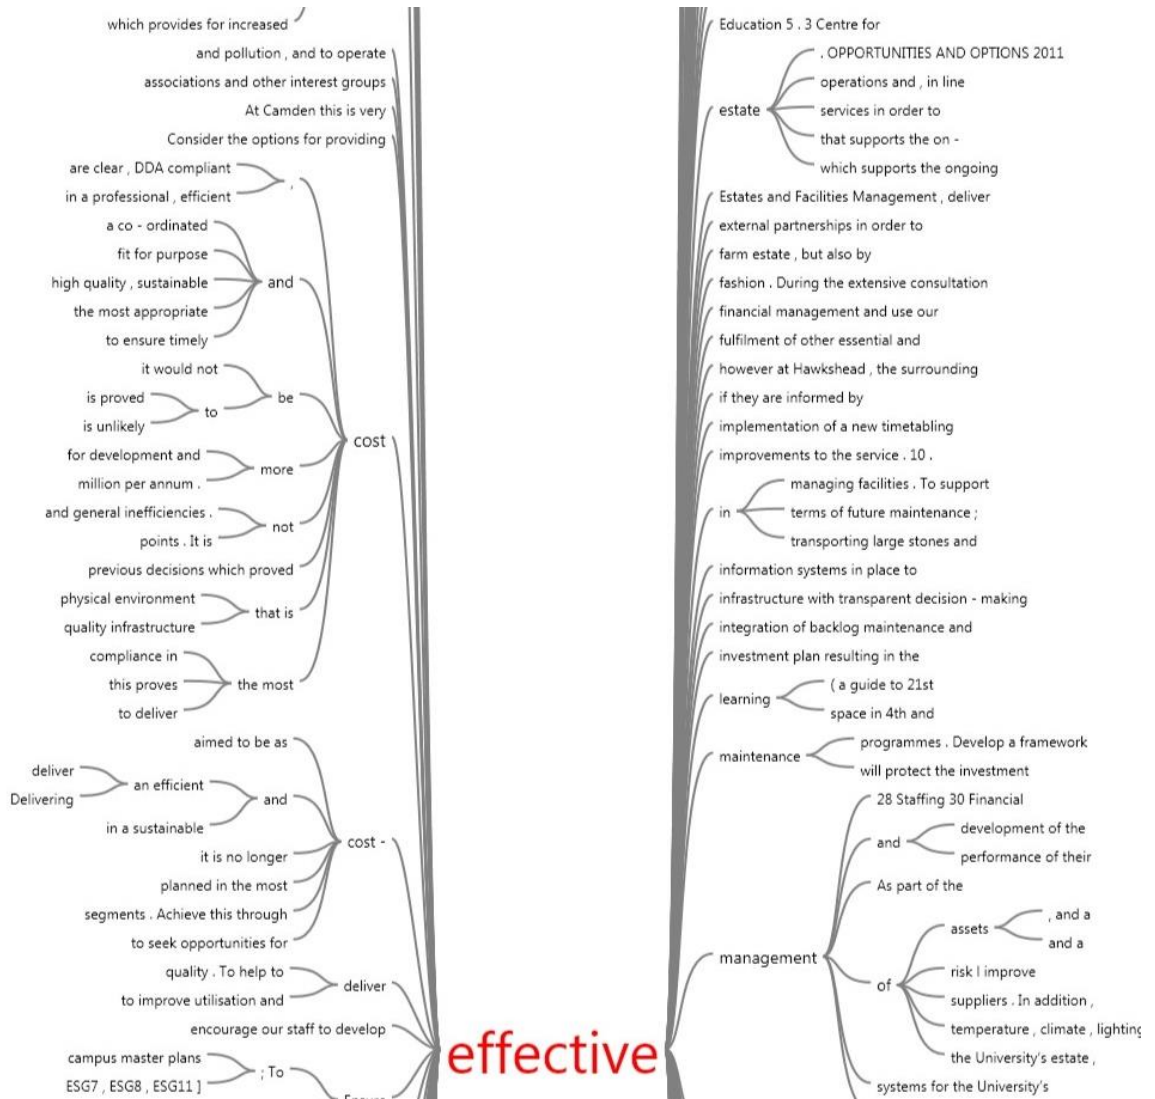 which provides for increased
and pollution , and to operate
associations and other interest groups
At Camden this is very
Consider the options for providing
are clear , DDA compliant
in a professional , efficient
,
a co - ordinated
fit for purpose
high quality , sustainable
the most appropriate
to ensure timely
and
it would not
is proved
is unlikely
to
be
for development and
million per annum .
more
and general inefficiencies .
points . It is
not
previous decisions which proved
physical environment
quality infrastructure
that is
compliance in
this proves
to deliver
the most
cost
aimed to be as
deliver
Delivering
an efficient
in a sustainable
and
it is no longer
planned in the most
segments . Achieve this through
to seek opportunities for
cost -
quality . To help to
to improve utilisation and
deliver
encourage our staff to develop
campus master plans
ESG7 , ESG8 , ESG11 ]
; To
effective
Education 5 . 3 Centre for
estate
. OPPORTUNITIES AND OPTIONS 2011
operations and , in line
services in order to
that supports the on -
which supports the ongoing
Estates and Facilities Management , deliver
external partnerships in order to
farm estate , but also by
fashion . During the extensive consultation
financial management and use our
fulfilment of other essential and
however at Hawkshead , the surrounding
if they are informed by
implementation of a new timetabling
improvements to the service . 10 .
in
managing facilities . To support
terms of future maintenance ;
transporting large stones and
information systems in place to
infrastructure with transparent decision - making
integration of backlog maintenance and
investment plan resulting in the
learning
( a guide to 21st
space in 4th and
maintenance
programmes . Develop a framework
will protect the investment
management
28 Staffing 30 Financial
and
development of the
performance of their
As part of the
of
assets
, and a
and a
risk I improve
suppliers . In addition ,
temperature , climate , lighting
the University's estate ,
systems for the University's